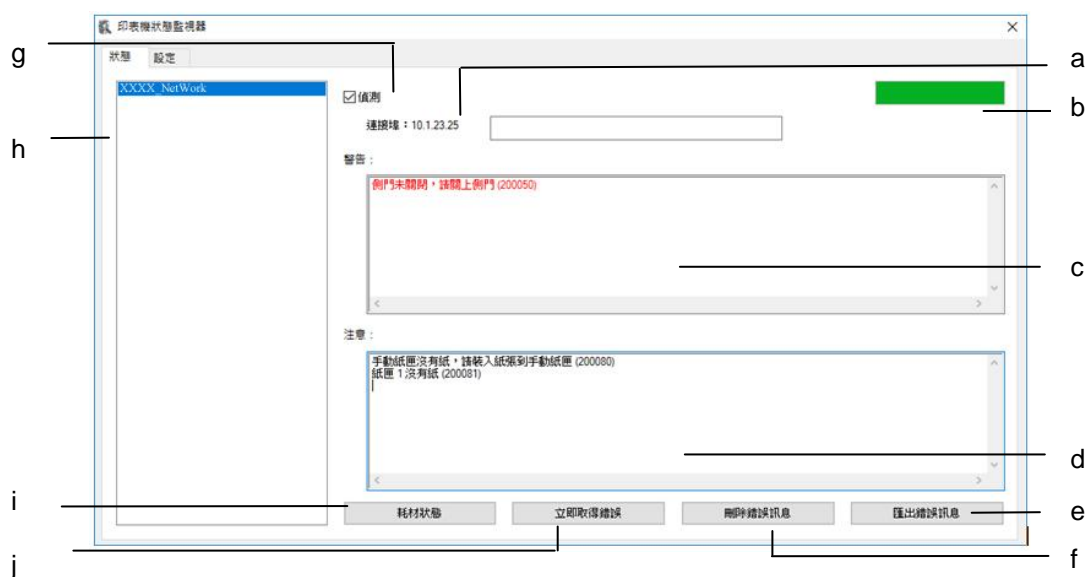 印表機狀態監視器
狀態 設定
XXXX_NetWork
偵測
連接埠：10.1.23.25
警告：
側門未關閉，請關上側門 (200050)
注意：
手動紙匣沒有紙，請裝入紙張到手動紙匣 (200080)
紙匣 1 沒有紙 (200081)
耗材狀態 立即取得錯誤 刪除錯誤訊息 匯出錯誤訊息
g
h
i
j
a
b
c
d
e
f